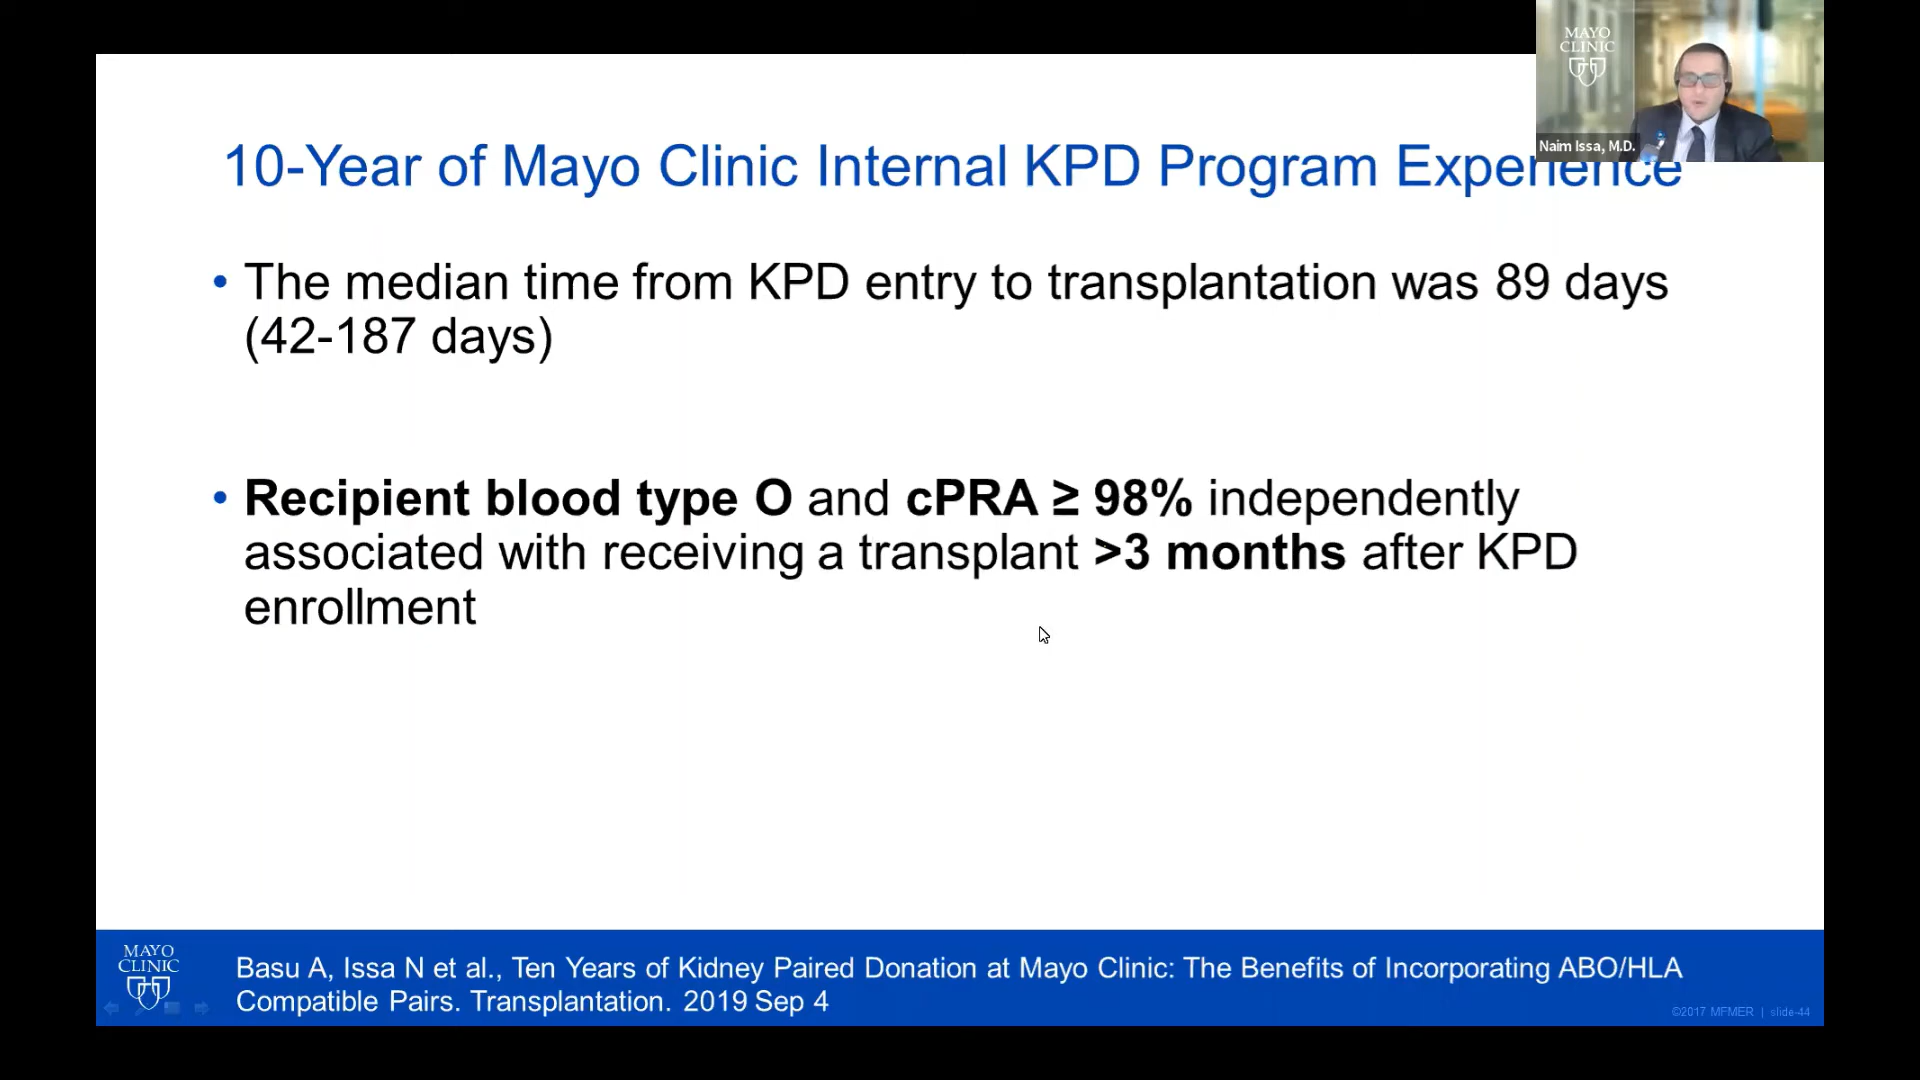 MAYO
CLINIC
Naim Issa, M.D.
10-Year of Mayo Clinic Internal KPD Program Experience
• The median time from KPD entry to transplantation was 89 days
(42-187 days)
• Recipient blood type O and cPRA ≥ 98% independently
associated with receiving a transplant >3 months after KPD
enrollment
MAYO
CLINIC
Basu A, Issa N et al., Ten Years of Kidney Paired Donation at Mayo Clinic: The Benefits of Incorporating ABO/HLA
Compatible Pairs. Transplantation. 2019 Sep 4
©2017 MFMER | slide-44